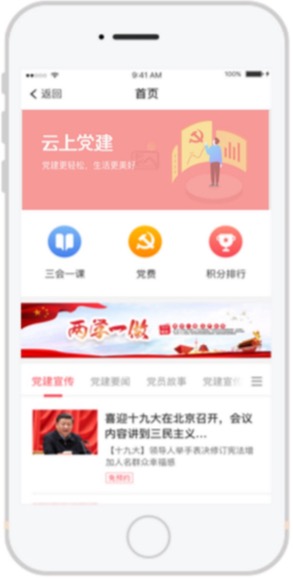 9:41 AM 100%
返回 首页
云上党建
党建更轻松，生活更美好
三会一课 党费 积分排行
两学一做
党建宣传 党建要闻 党员故事 党建宣
喜迎十九大在北京召开，会议
内容讲到三民主义...
【十九大】领导人举手表决修订宪法增
加人名群众幸福感
免预约